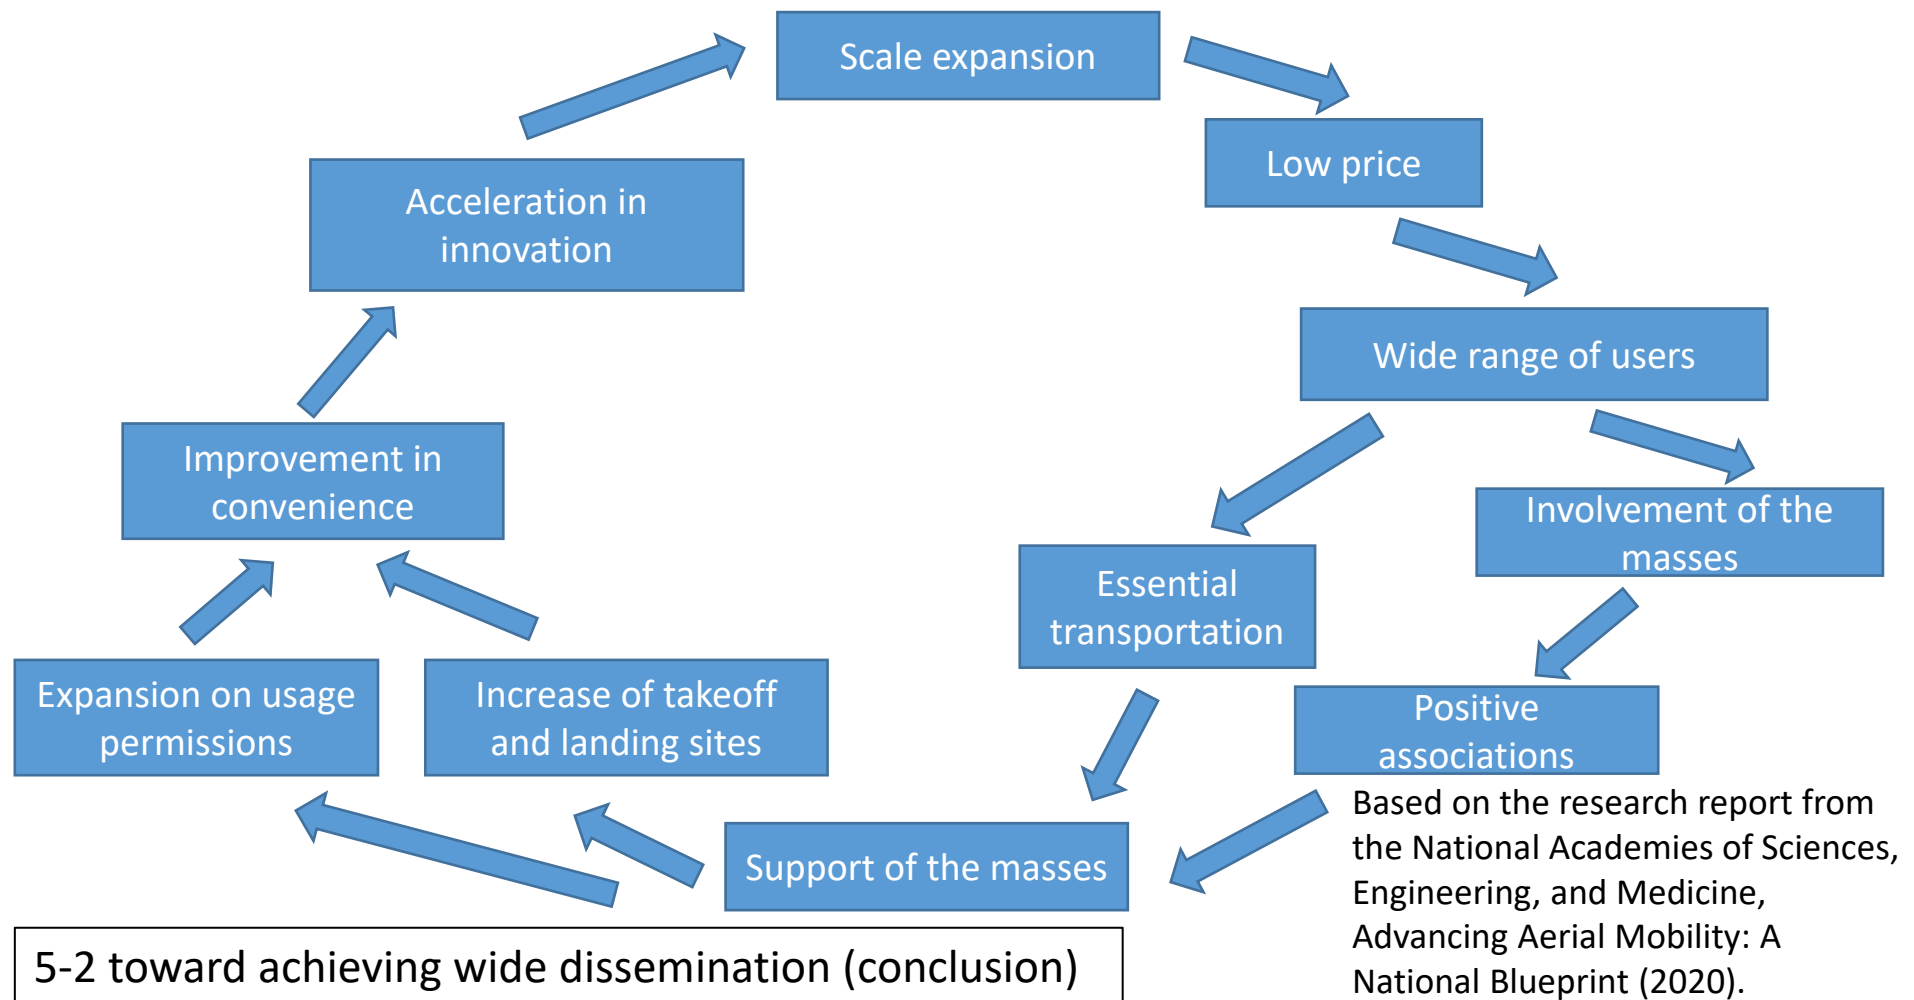 Scale expansion
Low price
Acceleration in
innovation
Wide range of users
Improvement in
convenience
Involvement of the
masses
Essential
transportation
Expansion on usage
permissions
Increase of takeoff
and landing sites
Positive
associations
Support of the masses
Based on the research report from
the National Academies of Sciences,
Engineering, and Medicine,
Advancing Aerial Mobility: A
National Blueprint (2020).
5-2 toward achieving wide dissemination (conclusion)